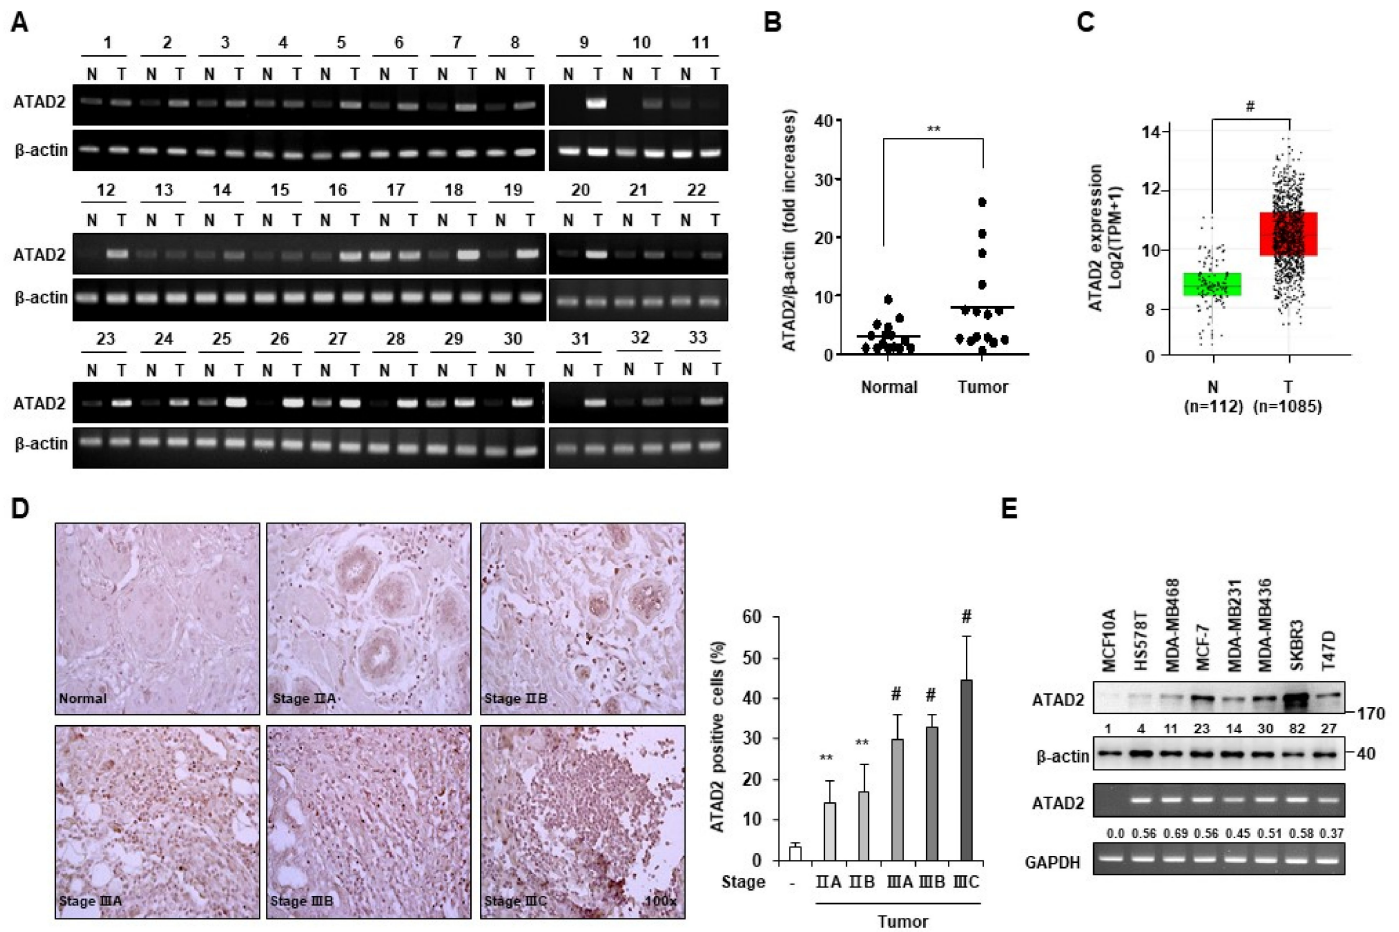 A
1 2 3 4 5 6 7 8 9 10 11
N T N T N T N T N T N T N T N T N T N T N T
ATAD2
β-actin
12 13 14 15 16 17 18 19 20 21 22
N T N T N T N T N T N T N T N T N T N T N T
ATAD2
β-actin
23 24 25 26 27 28 29 30 31 32 33
N T N T N T N T N T N T N T N T N T N T N T
ATAD2
β-actin
B
ATAD2/β-actin (fold increases)
40
30
20
10
0
**
Normal Tumor
C
ATAD2 expression
Log2(TPM+1)
14
12
10
8
0
#
N T
(n=112) (n=1085)
D
Normal
Stage ⅡA
Stage ⅡB
Stage ⅢA
Stage ⅢB
Stage ⅢC
100x
ATAD2 positive cells (%)
60
50
40
30
20
10
0
** ** # # #
Stage - ⅡA ⅡB ⅢA ⅢB ⅢC
Tumor
E
MCF10A
HS578T
MDA-MB468
MCF-7
MDA-MB231
MDA-MB436
SKBR3
T47D
ATAD2
170
1 4 11 23 14 30 82 27
β-actin
40
ATAD2
0.0 0.56 0.69 0.56 0.45 0.51 0.58 0.37
GAPDH